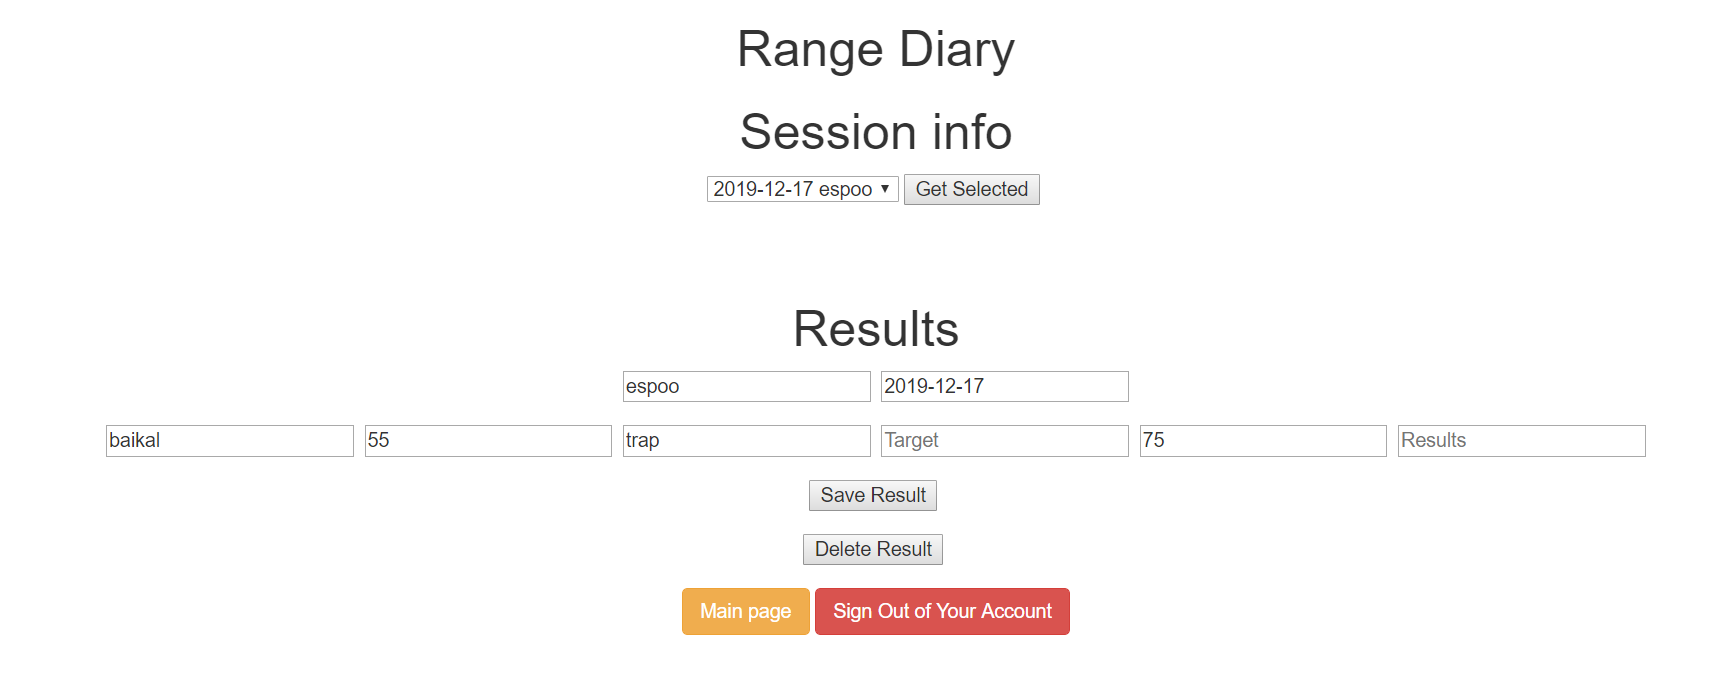 Range Diary
Session info
2019-12-17 espoo Get Selected
Results
espoo 2019-12-17
baikal 55 trap Target 75 Results
Save Result
Delete Result
Main page Sign Out of Your Account